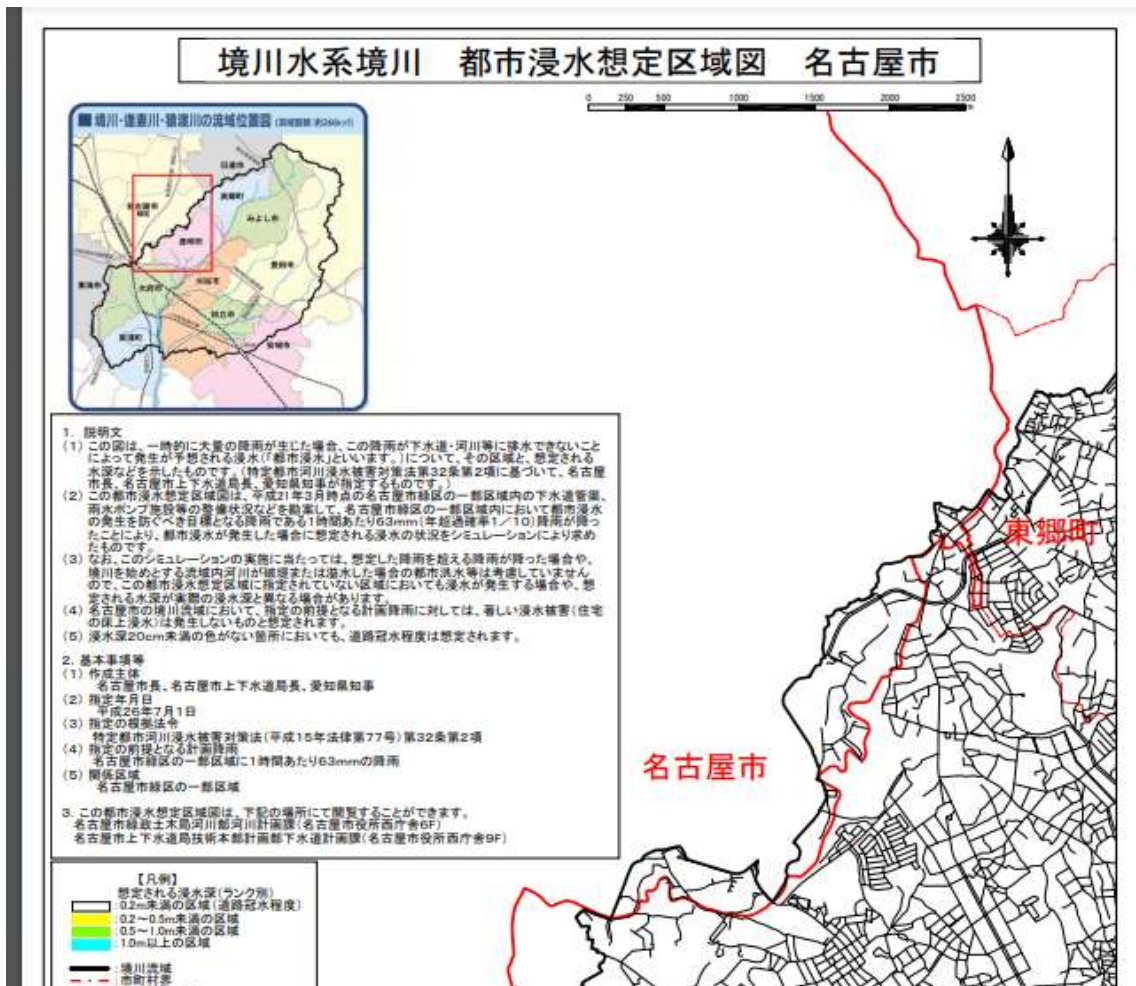 境川水系境川 都市浸水想定区域図 名古屋市
0 250 500 1000 1500 2000 2500
■境川・逢妻川・猿渡川の流域位置図
日進市
東郷町
名古屋市
緑区
みよし市
豊明市
豊田市
東海市
大府市
刈谷市
知立市
東浦町
安城市
1. 説明文
(1) この図は、一時的に大量の降雨が生じた場合、この降雨が下水道・河川等に排水できないこと
によって発生が予想される浸水(「都市浸水」といいます。)について、その区域と、想定される
水深などを示したものです。(特定都市河川浸水被害対策法第32条第2項に基づいて、名古屋
市長、名古屋市上下水道局長、愛知県知事が指定するものです。)
(2) この都市浸水想定区域図は、平成21年3月時点の名古屋市緑区の一部区域内の下水道管渠、
雨水ポンプ施設等の整備状況などを勘案して、名古屋市緑区の一部区域内において都市浸水
の発生を防ぐべき目標となる降雨である1時間あたり63mm(年超過確率1/10)降雨が降っ
たことにより、都市浸水が発生した場合に想定される浸水の状況をシミュレーションにより求め
たものです。
(3) なお、このシミュレーションの実施に当たっては、想定した降雨を超える降雨が降った場合や、
境川を始めとする流域内河川が破堤または溢水した場合の都市洪水等は考慮していません
ので、この都市浸水想定区域に指定されていない区域においても浸水が発生する場合や、想
定される水深が実際の浸水深と異なる場合があります。
(4) 名古屋市の境川流域において、指定の前提となる計画降雨に対しては、著しい浸水被害(住宅
の床上浸水)は発生しないものと想定されます。
(5) 浸水深20cm未満の色がない箇所においても、道路冠水程度は想定されます。
2. 基本事項等
(1) 作成主体
名古屋市長、名古屋市上下水道局長、愛知県知事
(2) 指定年月日
平成26年7月1日
(3) 指定の根拠法令
特定都市河川浸水被害対策法(平成15年法律第77号)第32条第2項
(4) 指定の前提となる計画降雨
名古屋市緑区の一部区域に1時間あたり63mmの降雨
(5) 関係区域
名古屋市緑区の一部区域
3. この都市浸水想定区域図は、下記の場所にて閲覧することができます。
名古屋市緑政土木局河川部河川計画課(名古屋市役所西庁舎6F)
名古屋市上下水道局技術本部計画部下水道計画課(名古屋市役所西庁舎9F)
東郷町
名古屋市
【凡例】
想定される浸水深(ランク別)
: 0.2m未満の区域(道路冠水程度)
: 0.2~0.5m未満の区域
: 0.5~1.0m未満の区域
: 1.0m以上の区域
: 境川流域
: 市町村界